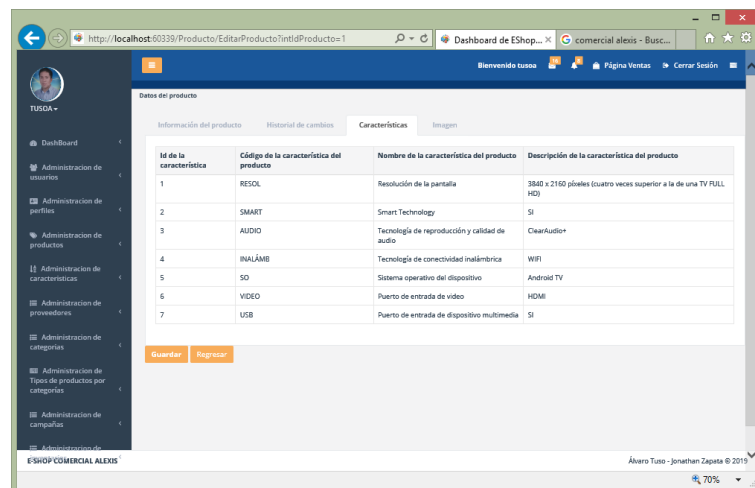 http://localhost:60339/Producto/EditarProducto?intIdProducto=1
Dashboard de EShop...
comercial alexis - Busc...
Bienvenido tusoa
Página Ventas
Cerrar Sesión
TUSOA
Datos del producto
Información del producto
Historial de cambios
Características
Imagen
DashBoard
Administracion de usuarios
Administracion de perfiles
Administracion de productos
Administracion de caracteristicas
Administracion de proveedores
Administracion de categorias
Administracion de Tipos de productos por categorías
Administracion de campañas
Administracion de
Id de la característica
Código de la característica del producto
Nombre de la característica del producto
Descripción de la característica del producto
1 RESOL Resolución de la pantalla 3840 x 2160 píxeles (cuatro veces superior a la de una TV FULL HD)
2 SMART Smart Technology SI
3 AUDIO Tecnología de reproducción y calidad de audio ClearAudio+
4 INALÁMB Tecnología de conectividad inalámbrica WIFI
5 SO Sistema operativo del dispositivo Android TV
6 VIDEO Puerto de entrada de video HDMI
7 USB Puerto de entrada de dispositivo multimedia SI
Guardar
Regresar
E-SHOP COMERCIAL ALEXIS
Álvaro Tuso - Jonathan Zapata © 2019
70%